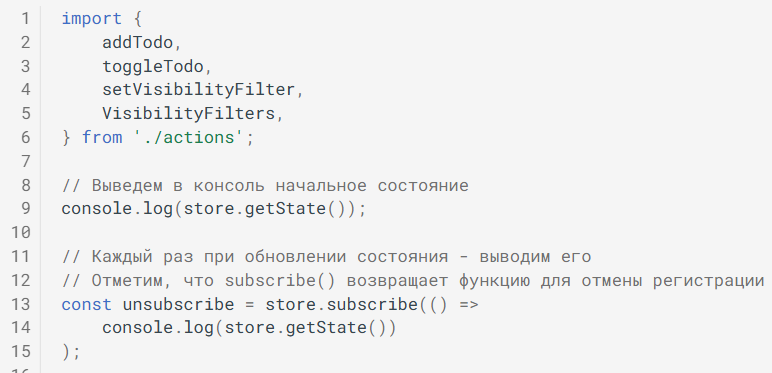 1 import {
2     addTodo,
3     toggleTodo,
4     setVisibilityFilter,
5     VisibilityFilters,
6 } from './actions';
7
8 // Выведем в консоль начальное состояние
9 console.log(store.getState());
10
11 // Каждый раз при обновлении состояния - выводим его
12 // Отметим, что subscribe() возвращает функцию для отмены регистрации
13 const unsubscribe = store.subscribe(() =>
14     console.log(store.getState())
15 );